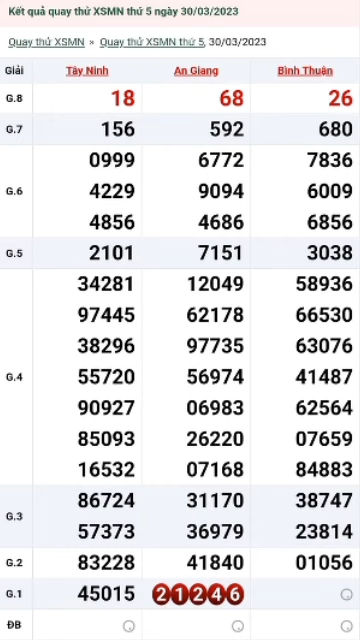 Kết quả quay thử XSMN thứ 5 ngày 30/03/2023
Quay thử XSMN » Quay thử XSMN thứ 5, 30/03/2023
Giải Tây Ninh An Giang Bình Thuận
G.8 18 68 26
G.7 156 592 680
0999 6772 7836
G.6 4229 9094 6009
4856 4686 6856
G.5 2101 7151 3038
34281 12049 58936
97445 62178 66530
38296 97735 63076
G.4 55720 56974 41487
90927 06983 62564
85093 26220 07659
16532 07168 84883
G.3 86724 31170 38747
57373 36979 23814
G.2 83228 41840 01056
G.1 45015 21246
ĐB